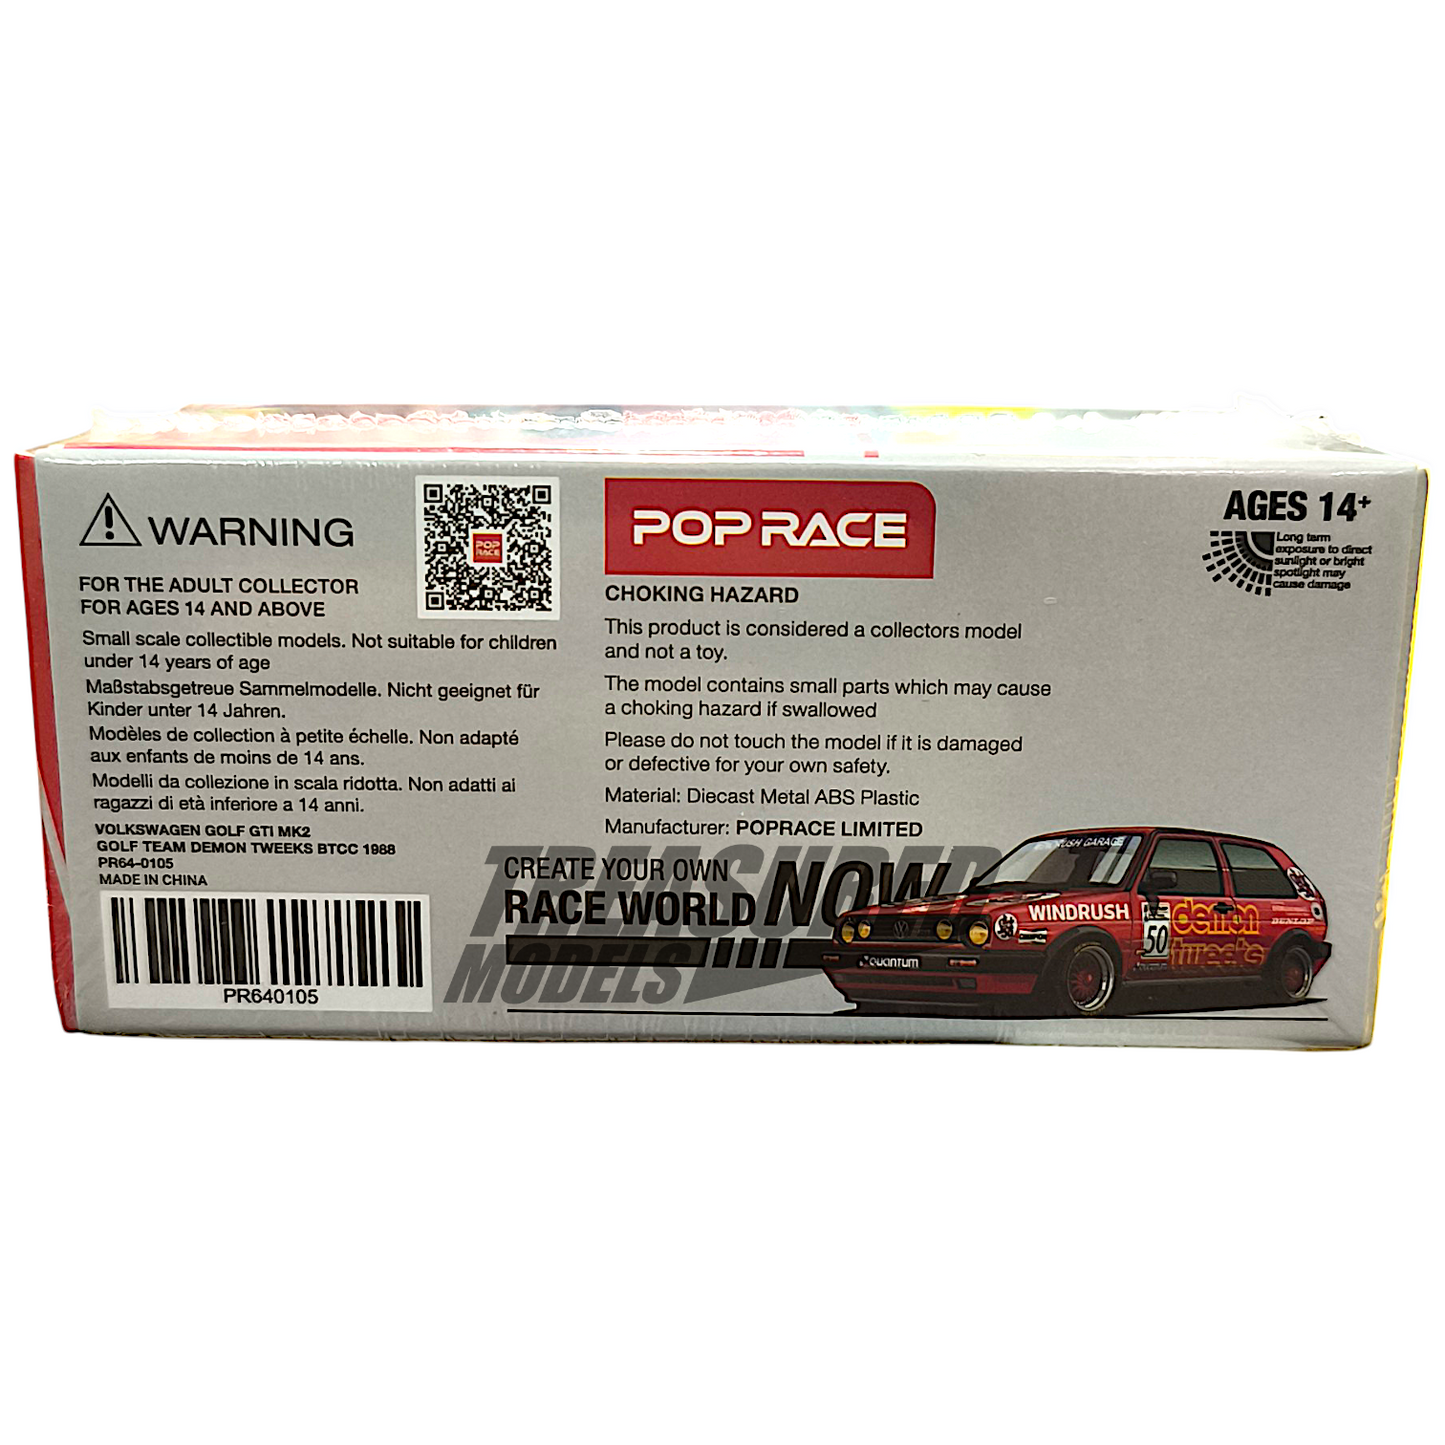 WARNING
FOR THE ADULT COLLECTOR
FOR AGES 14 AND ABOVE
Small scale collectible models. Not suitable for children
under 14 years of age
Maßstabsgetreue Sammelmodelle. Nicht geeignet für
Kinder unter 14 Jahren.
Modèles de collection à petite échelle. Non adapté
aux enfants de moins de 14 ans.
Modelli da collezione in scala ridotta. Non adatti ai
ragazzi di età inferiore a 14 anni.
VOLKSWAGEN GOLF GTI MK2
GOLF TEAM DEMON TWEEKS BTCC 1988
PR64-0105
MADE IN CHINA
PR640105
POP
RACE
POP RACE
CHOKING HAZARD
This product is considered a collectors model
and not a toy.
The model contains small parts which may cause
a choking hazard if swallowed
Please do not touch the model if it is damaged
or defective for your own safety.
Material: Diecast Metal ABS Plastic
Manufacturer: POPRACE LIMITED
CREATE YOUR OWN
RACE WORLD NOW
TREASURED
MODELS
AGES 14+
Long term
exposure to direct
sunlight or bright
spotlight may
cause damage
GARAGE
WINDRUSH
50
demon
tweeks
DUNLOP
QUANTUM